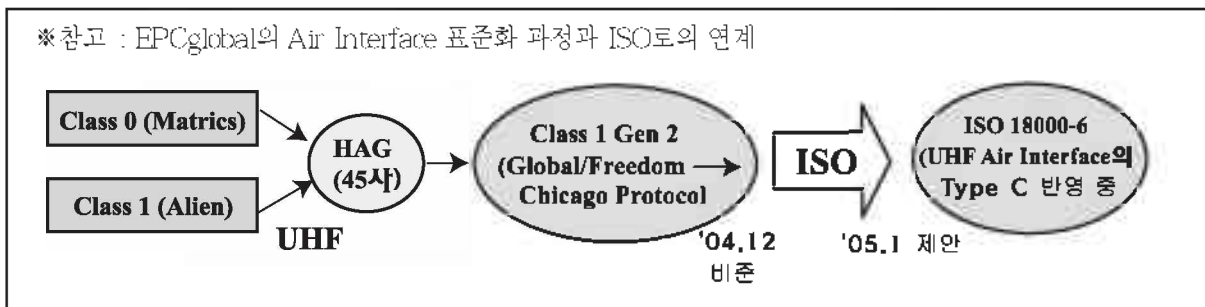 ※참고 : EPCglobal의 Air Interface 표준화 과정과 ISO로의 연계
Class 0 (Matrics)
Class 1 (Alien)
UHF
HAG
(45사)
Class 1 Gen 2
(Global/Freedom
Chicago Protocol
'04.12
비준
ISO
'05.1 제안
ISO 18000-6
(UHF Air Interface의
Type C 반영 중